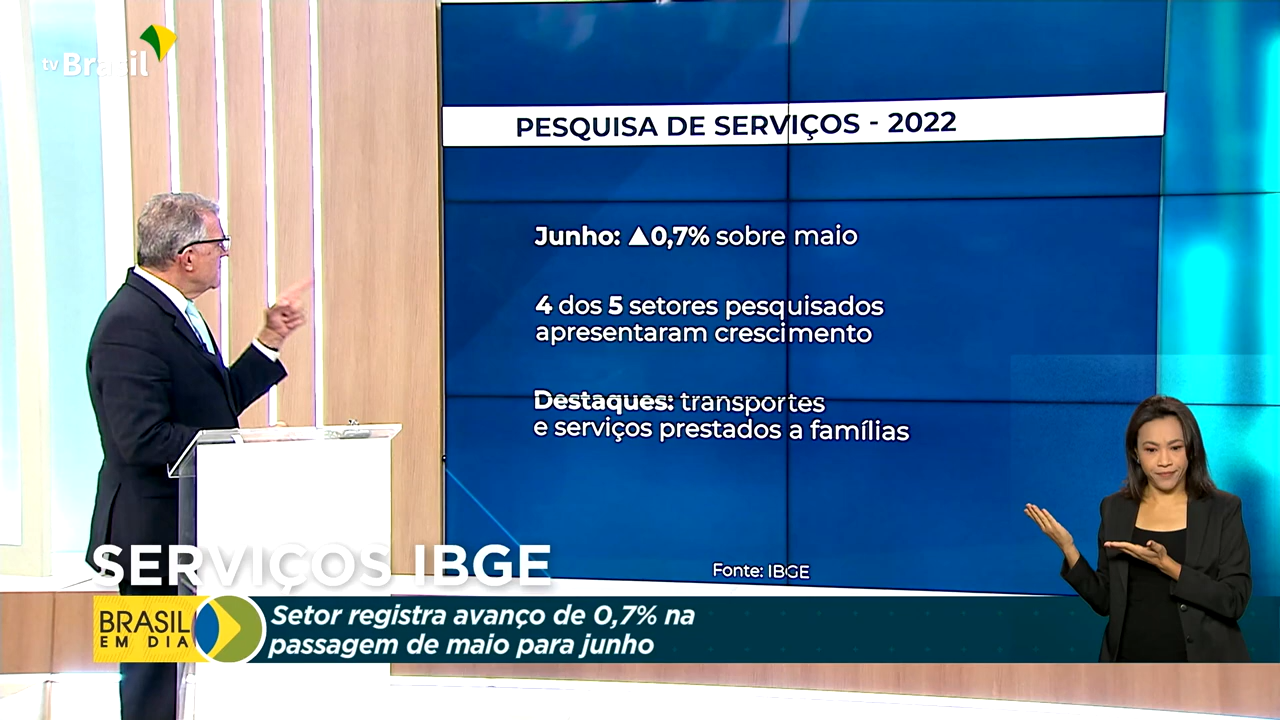 tv Brasil
PESQUISA DE SERVIÇOS - 2022
Junho: ▲0,7% sobre maio
4 dos 5 setores pesquisados
apresentaram crescimento
Destaques: transportes
e serviços prestados a famílias
Fonte: IBGE
SERVIÇOS IBGE
BRASIL
EM DIA
Setor registra avanço de 0,7% na
passagem de maio para junho